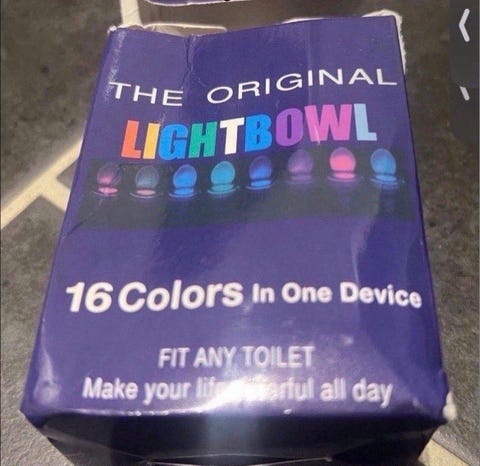 THE ORIGINAL
LIGHTBOWL
16 Colors In One Device
FIT ANY TOILET
Make your all day